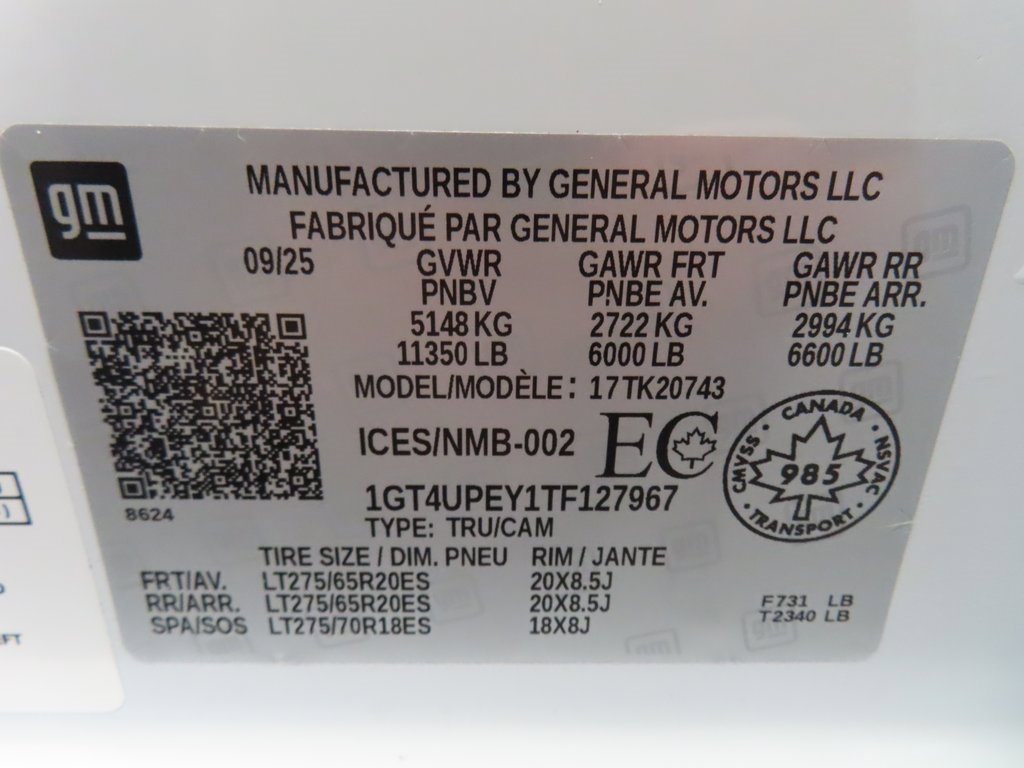 gm
MANUFACTURED BY GENERAL MOTORS LLC
FABRIQUÉ PAR GENERAL MOTORS LLC
09/25 GVWR GAWR FRT GAWR RR
PNBV PNBE AV. PNBE ARR.
5148 KG 2722 KG 2994 KG
11350 LB 6000 LB 6600 LB
MODEL/MODÈLE: 17TK20743
ICES/NMB-002 EC
CANADA
CMVSS 985 NSVAC
TRANSPORT
1GT4UPEY1TF127967
8624
TYPE: TRU/CAM
TIRE SIZE / DIM. PNEU RIM / JANTE
FRT/AV. LT275/65R20ES 20X8.5J
RR/ARR. LT275/65R20ES 20X8.5J
SPA/SOS LT275/70R18ES 18X8J
F731 LB
T2340 LB